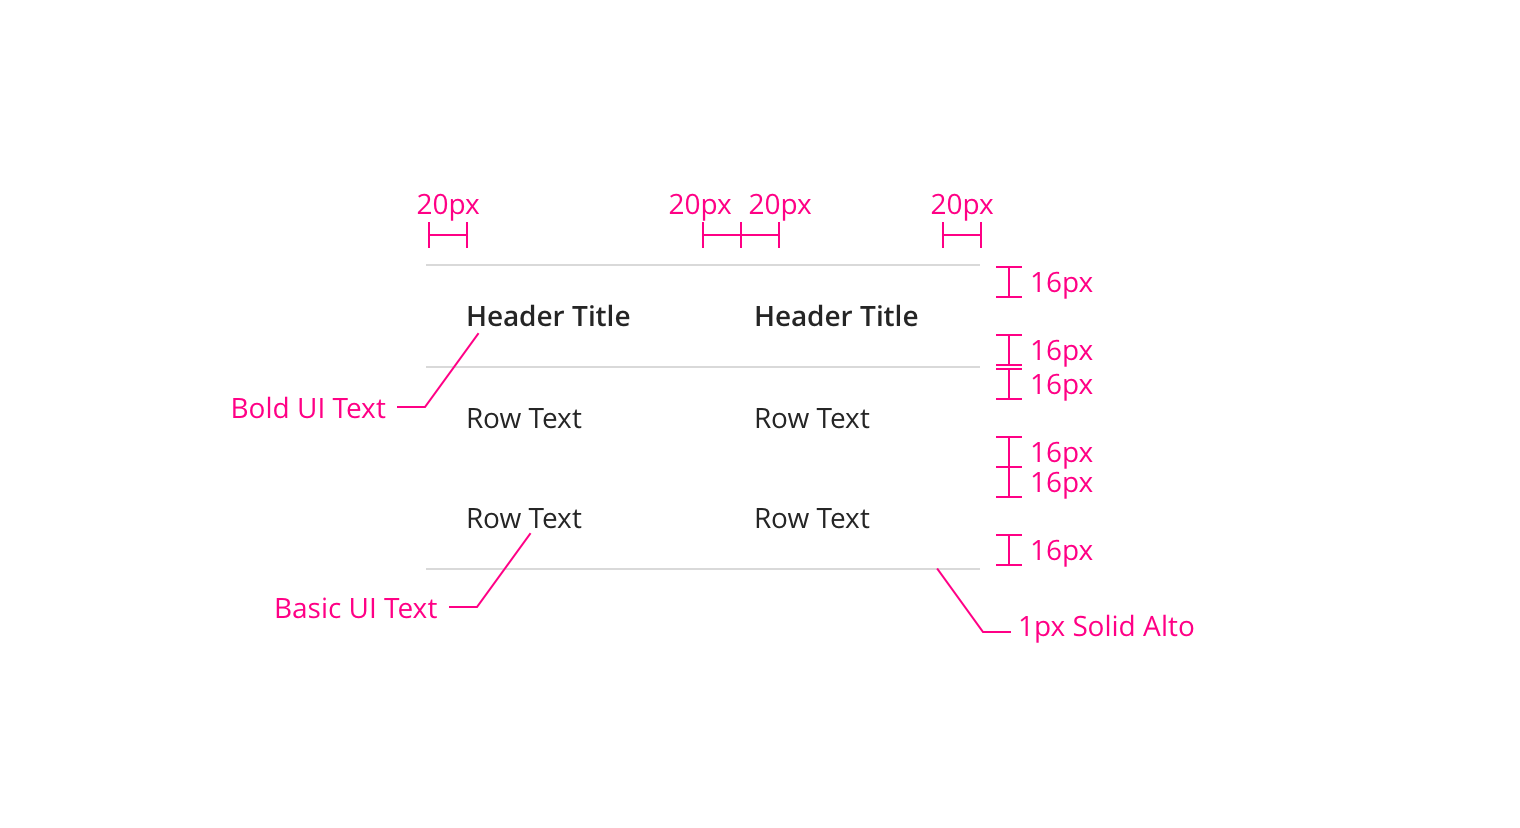 20px 20px 20px 20px
16px
Header Title Header Title
16px
16px
Bold UI Text
Row Text Row Text
16px
16px
Row Text Row Text
16px
Basic UI Text
1px Solid Alto